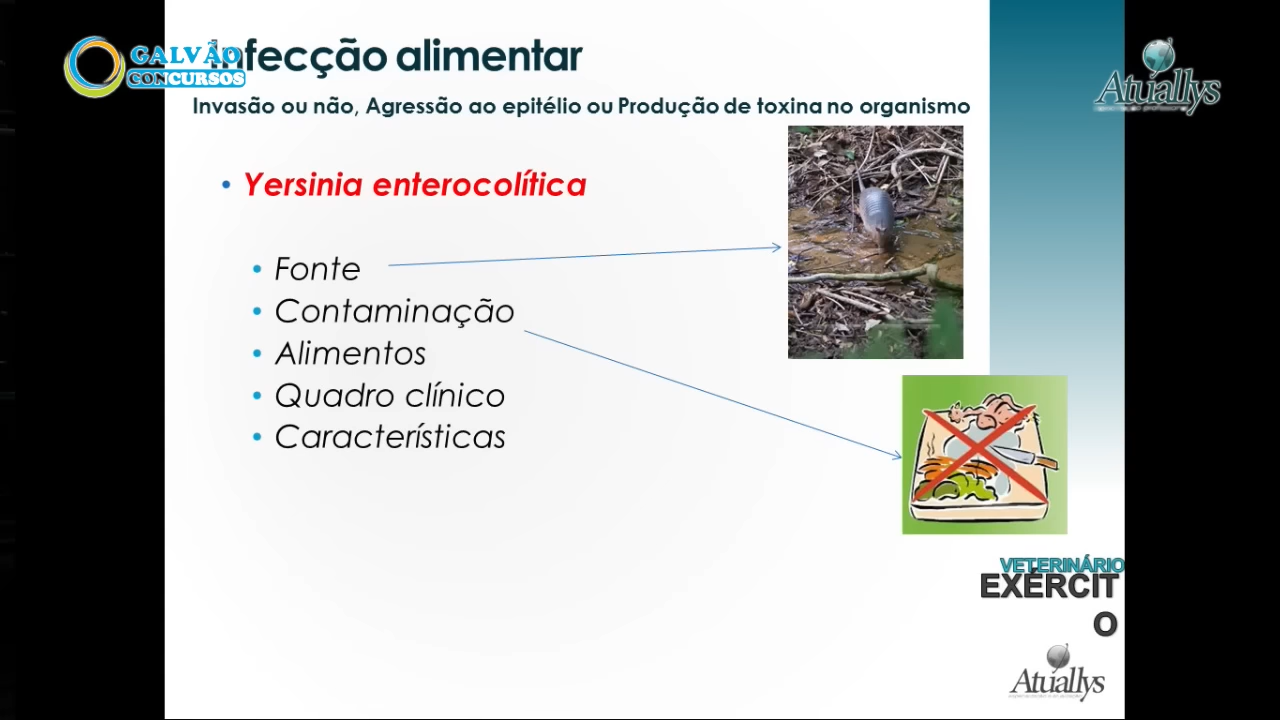 Infecção alimentar
GALVÃO
CONCURSOS
Atuallys
Invasão ou não, Agressão ao epitélio ou Produção de toxina no organismo
• Yersinia enterocolítica
• Fonte
• Contaminação
• Alimentos
• Quadro clínico
• Características
VETERINÁRIO
EXÉRCIT
O
Atuallys